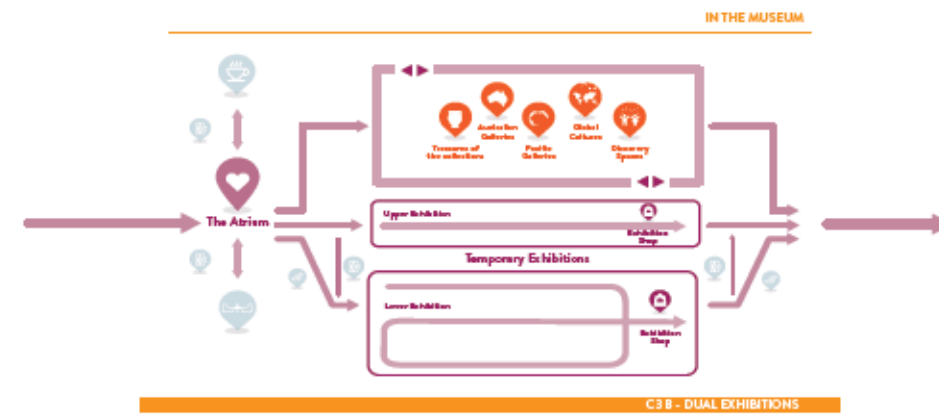 IN THE MUSEUM
Australian
Galleries
Global
Cultures
Treasures of
the collections
Pacific
Galleries
Discovery
Spaces
The Atrium
Upper Exhibition
Exhibition
Shop
Temporary Exhibitions
Lower Exhibition
Exhibition
Shop
C3B - DUAL EXHIBITIONS